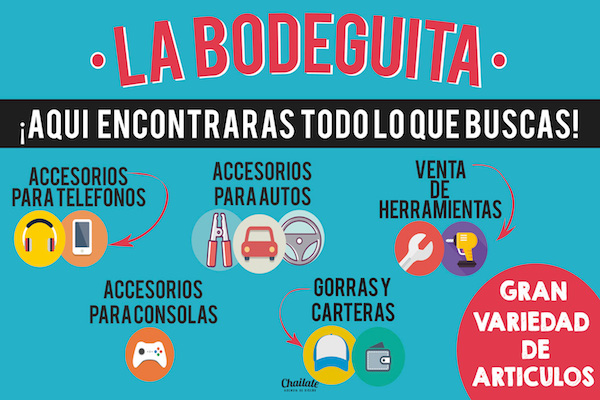 LA BODEGUITA
¡AQUI ENCONTRARAS TODO LO QUE BUSCAS!
ACCESORIOS
PARA TELEFONOS
ACCESORIOS
PARA AUTOS
VENTA
DE
HERRAMIENTAS
ACCESORIOS
PARA CONSOLAS
GORRAS Y
CARTERAS
GRAN
VARIEDAD
DE
ARTICULOS
Chailate